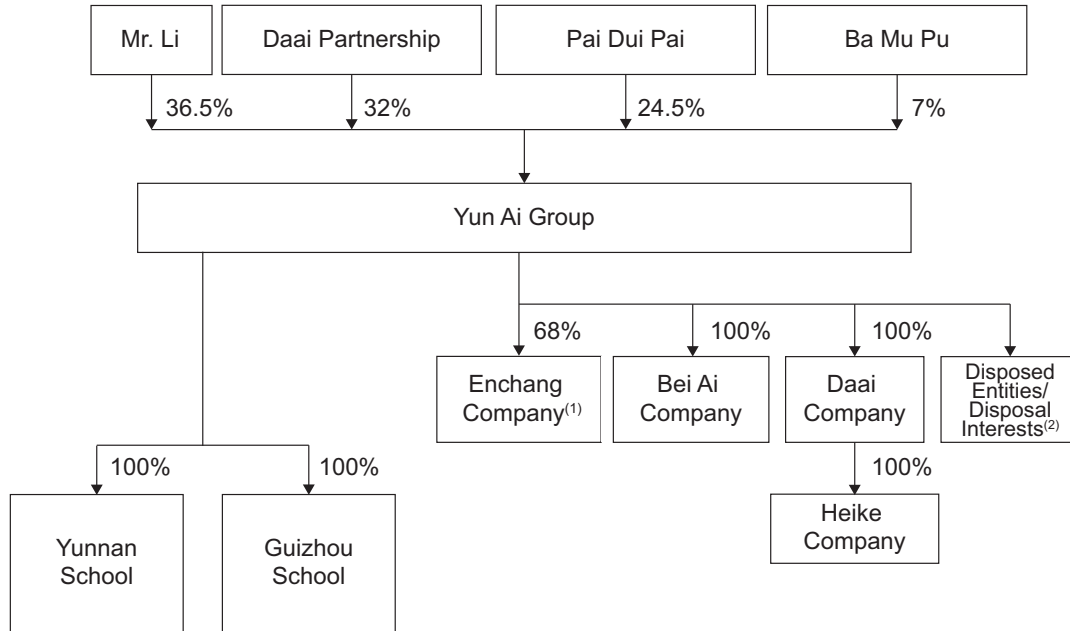 Mr. Li
Daai Partnership
Pai Dui Pai
Ba Mu Pu
36.5%
32%
24.5%
7%
Yun Ai Group
68%
100%
100%
Enchang
Company(1)
Bei Ai
Company
Daai
Company
Disposed
Entities/
Disposal
Interests(2)
100%
100%
100%
Yunnan
School
Guizhou
School
Heike
Company